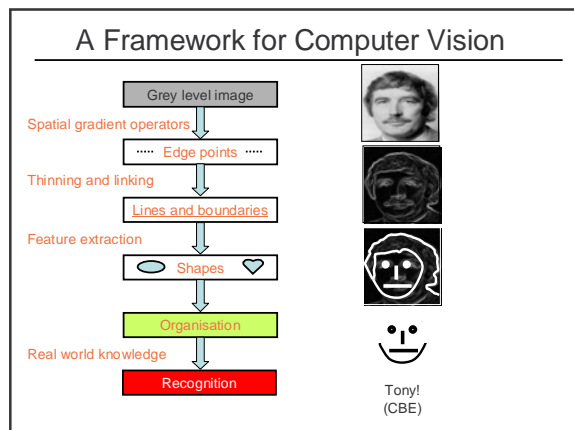 A Framework for Computer Vision
Grey level image
Spatial gradient operators
Edge points
Thinning and linking
Lines and boundaries
Feature extraction
Shapes
Organisation
Real world knowledge
Recognition
Tony!
(CBE)